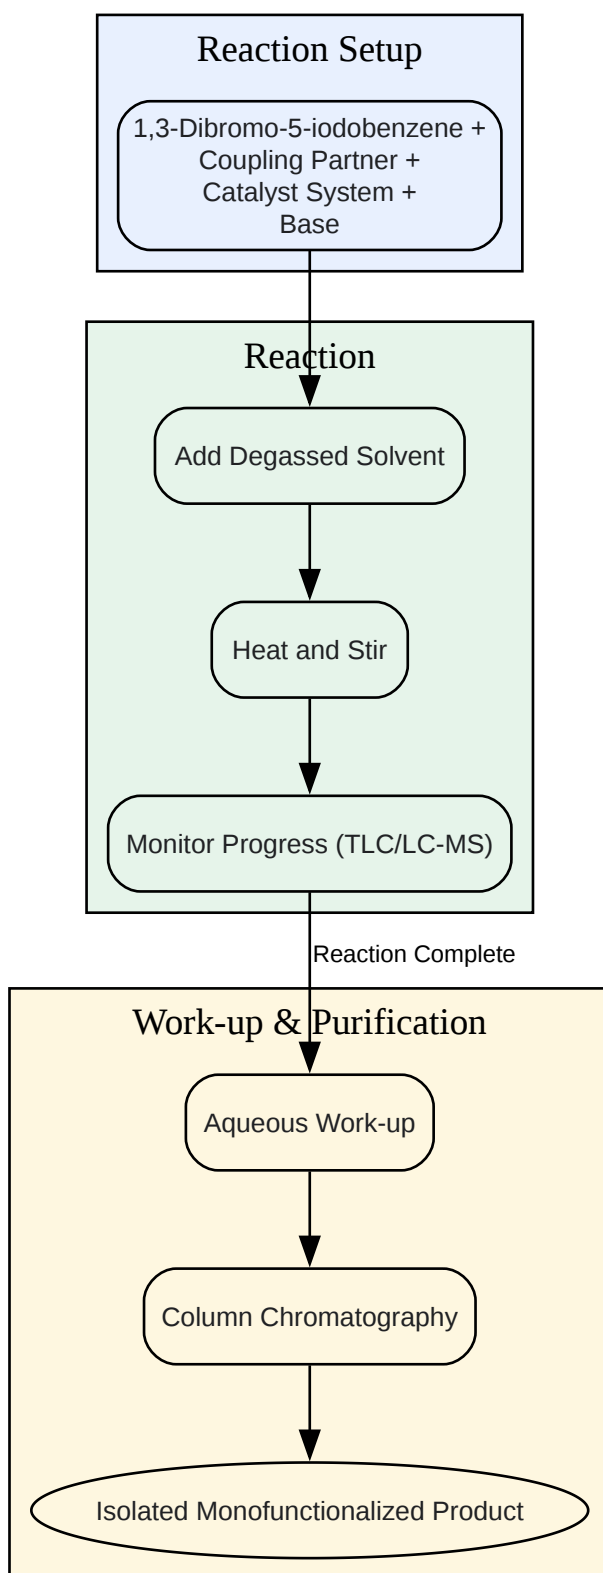 Reaction Setup
1,3-Dibromo-5-iodobenzene +
Coupling Partner +
Catalyst System +
Base
Reaction
Add Degassed Solvent
Heat and Stir
Monitor Progress (TLC/LC-MS)
Reaction Complete
Work-up & Purification
Aqueous Work-up
Column Chromatography
Isolated Monofunctionalized Product